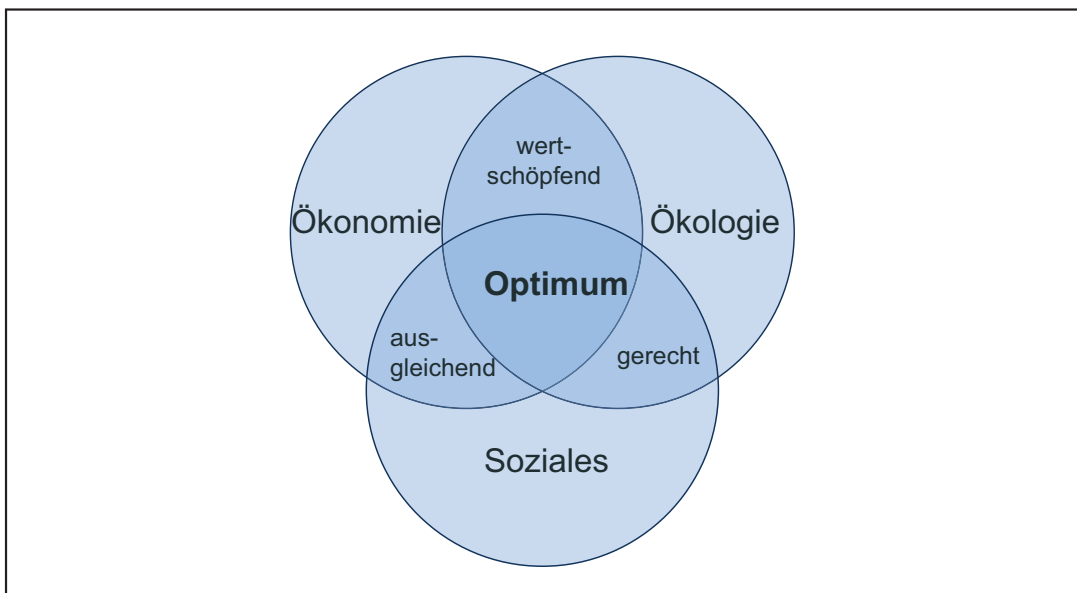 wert-
schöpfend
Ökonomie
Ökologie
Optimum
aus-
gleichend
gerecht
Soziales